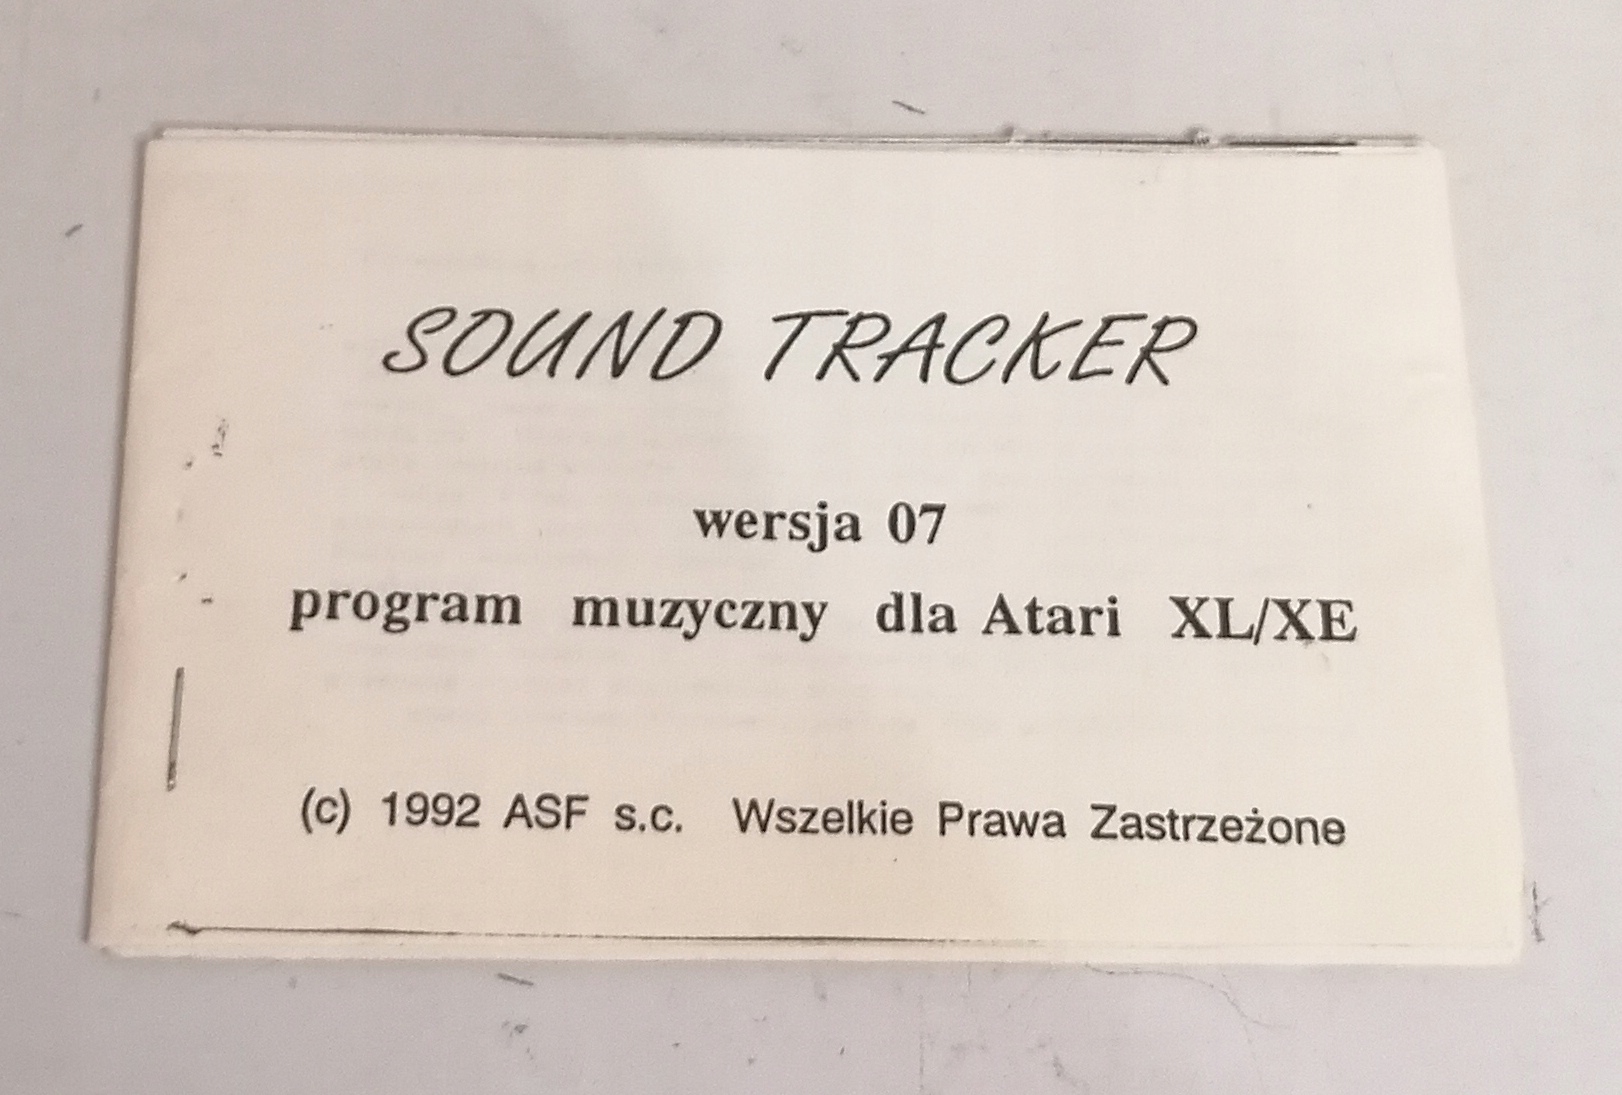 SOUND TRACKER
wersja 07
program muzyczny dla Atari XL/XE
(c) 1992 ASF s.c. Wszelkie Prawa Zastrzeżone